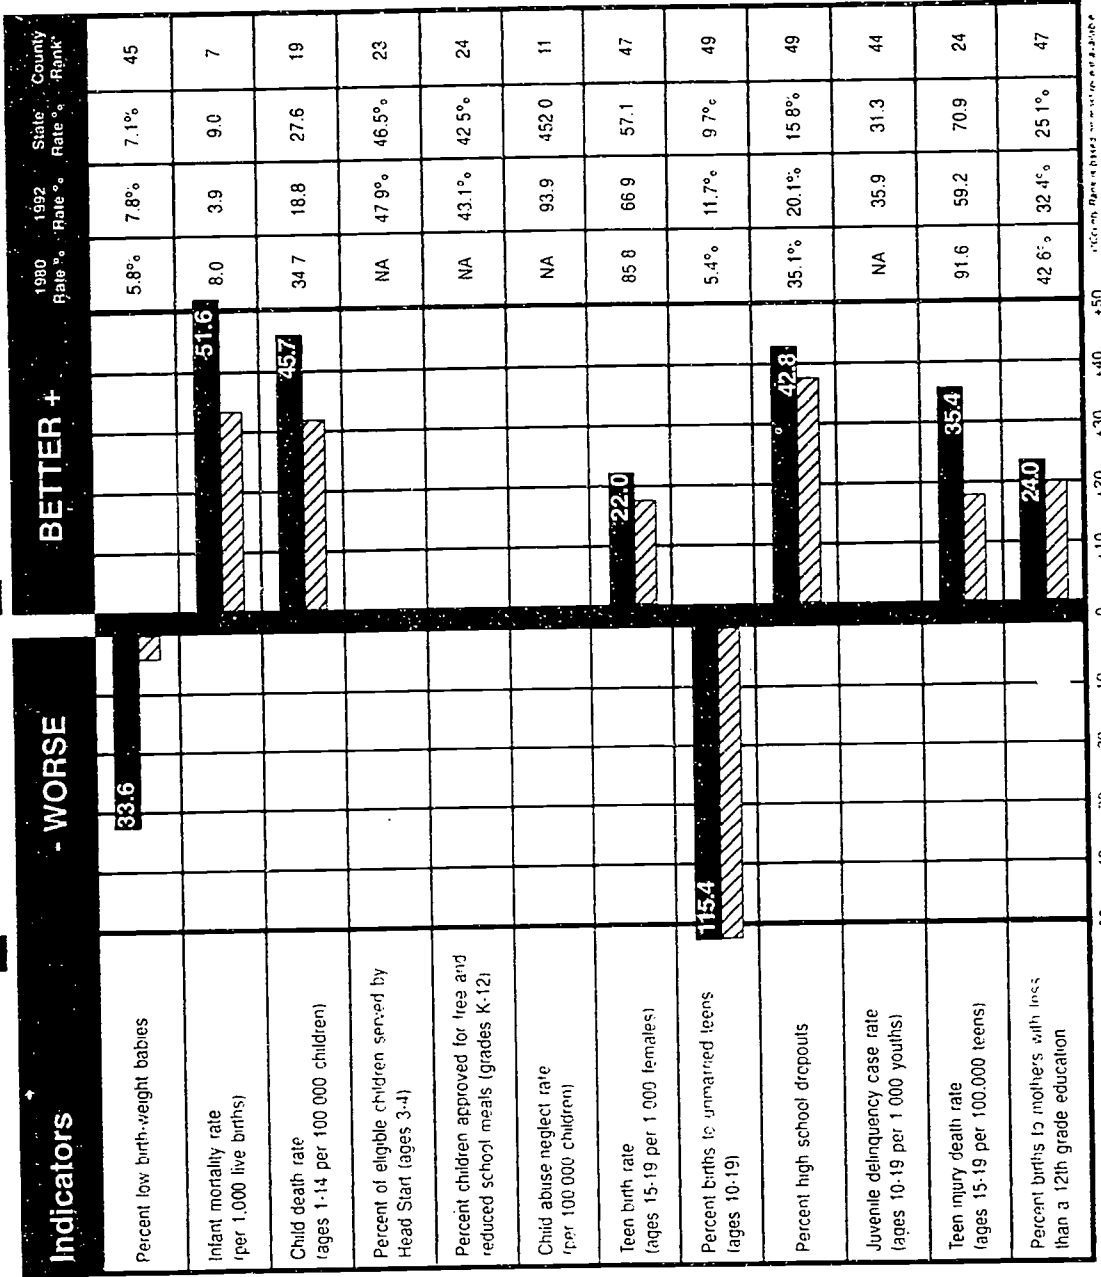 Indicators
- WORSE
BETTER +
1980 Rate %
1992 Rate %
State Rate %
County Rank*
Percent low birth-weight babies
33.6
5.8%
7.8%
7.1%
45
Infant mortality rate
(per 1,000 live births)
51.6
8.0
3.9
9.0
7
Child death rate
(ages 1-14 per 100 000 children)
45.7
34 7
18.8
27.6
19
Percent of eligible children served by
Head Start (ages 3-4)
NA
47 9%
46.5%
23
Percent children approved for free and
reduced school meals (grades K-12)
NA
43.1%
42 5%
24
Child abuse neglect rate
(per 100 000 children)
NA
93.9
452 0
11
Teen birth rate
(ages 15-19 per 1 000 females)
22.0
85 8
66 9
57.1
47
Percent births to unmarried teens
(ages 10-19)
115.4
5.4%
11.7%
9 7%
49
Percent high school dropouts
42.8
35.1%
20.1%
15 8%
49
Juvenile delinquency case rate
(ages 10-19 per 1 000 youths)
NA
35.9
31.3
44
Teen injury death rate
(ages 15-19 per 100.000 teens)
35.4
91.6
59.2
70.9
24
Percent births to mothers with less
than a 12th grade education
24.0
42 6%
32 4%
25 1%
47
0
+10
+20
+30
+40
+50